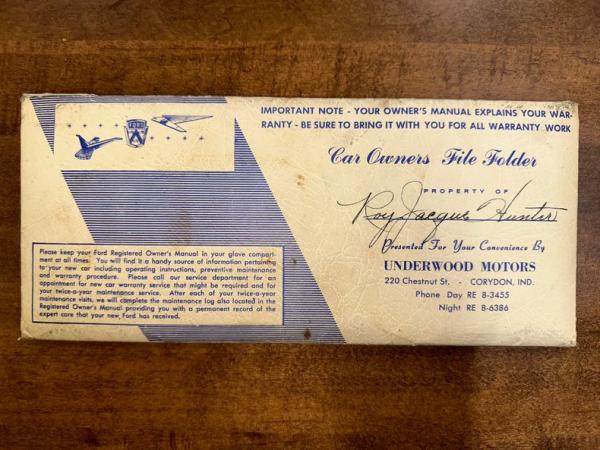 FORD
IMPORTANT NOTE - YOUR OWNER'S MANUAL EXPLAINS YOUR WAR-
RANTY - BE SURE TO BRING IT WITH YOU FOR ALL WARRANTY WORK
Car Owners File Folder
PROPERTY OF
Roy Jacques Hunter
Presented For Your Convenience By
UNDERWOOD MOTORS
220 Chestnut St. - CORYDON, IND.
Phone Day RE 8-3455
Night RE 8-6386
Please keep your Ford Registered Owner's Manual in your glove compart-
ment at all times. You will find it a handy source of information pertaining
to your new car including operating instructions, preventive maintenance
and warranty procedure. Please call our service department for an
appointment for new car warranty service that might be required and for
your twice-a-year maintenance service. After each of your twice-a-year
maintenance visits, we will complete the maintenance log also located in the
Registered Owner's Manual providing you with a permanent record of the
expert care that your new, Ford has received.